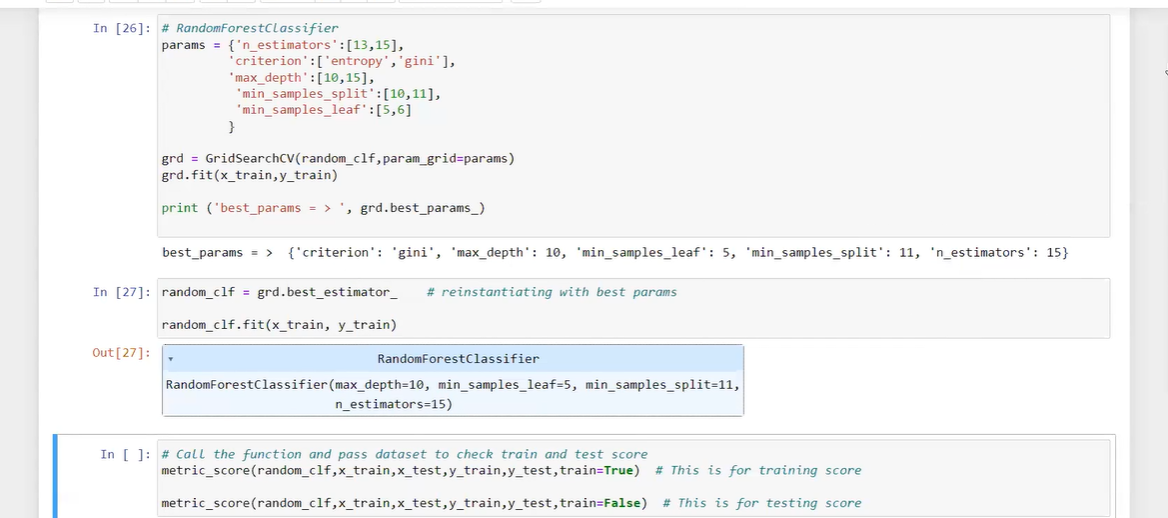 In [26]: # RandomForestClassifier
params = {'n_estimators':[13,15],
'criterion':['entropy','gini'],
'max_depth':[10,15],
'min_samples_split':[10,11],
'min_samples_leaf':[5,6]
}
grd = GridSearchCV(random_clf,param_grid=params)
grd.fit(x_train,y_train)
print ('best_params = > ', grd.best_params_)
best_params = >  {'criterion': 'gini', 'max_depth': 10, 'min_samples_leaf': 5, 'min_samples_split': 11, 'n_estimators': 15}
In [27]: random_clf = grd.best_estimator_    # reinstantiating with best params
random_clf.fit(x_train, y_train)
Out[27]:
RandomForestClassifier
RandomForestClassifier(max_depth=10, min_samples_leaf=5, min_samples_split=11,
n_estimators=15)
In [ ]: # Call the function and pass dataset to check train and test score
metric_score(random_clf,x_train,x_test,y_train,y_test,train=True)  # This is for training score
metric_score(random_clf,x_train,x_test,y_train,y_test,train=False)  # This is for testing score